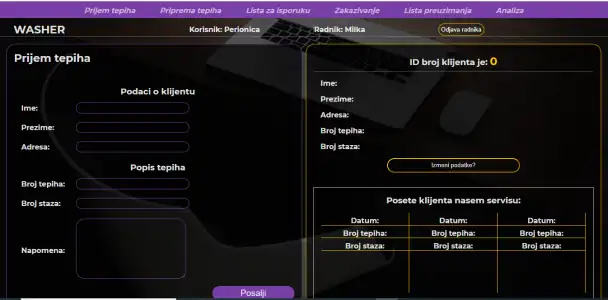 Prijem tepiha Priprema tepiha Lista za isporuku Zakazivanje Lista preuzimanja Analiza
WASHER Korisnik: Perionica Radnik: Milka Odjava radnika
Prijem tepiha
Podaci o klijentu
Ime:
Prezime:
Adresa:
Popis tepiha
Broj tepiha:
Broj staza:
Napomena:
Posalji
ID broj klijenta je: 0
Ime:
Prezime:
Adresa:
Broj tepiha:
Broj staza:
Izmeni podatke?
Posete klijenta nasem servisu:
Datum: Datum: Datum:
Broj tepiha: Broj tepiha: Broj tepiha:
Broj staza: Broj staza: Broj staza: